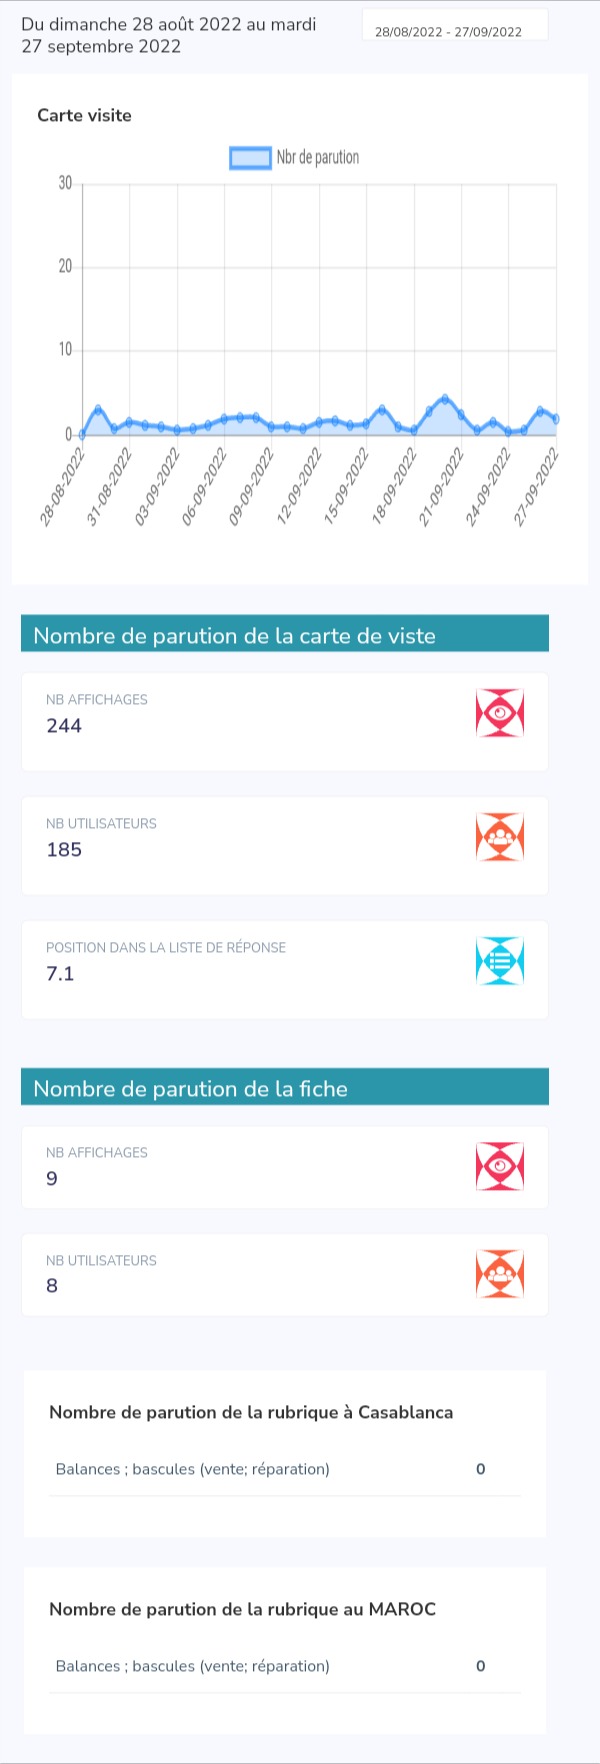 Du dimanche 28 août 2022 au mardi
27 septembre 2022
28/08/2022 - 27/09/2022
Carte visite
Nbr de parution
30
20
10
0
28-08-2022
31-08-2022
03-09-2022
06-09-2022
09-09-2022
12-09-2022
15-09-2022
18-09-2022
21-09-2022
24-09-2022
27-09-2022
Nombre de parution de la carte de viste
NB AFFICHAGES
244
NB UTILISATEURS
185
POSITION DANS LA LISTE DE RÉPONSE
7.1
Nombre de parution de la fiche
NB AFFICHAGES
9
NB UTILISATEURS
8
Nombre de parution de la rubrique à Casablanca
Balances ; bascules (vente; réparation) 0
Nombre de parution de la rubrique au MAROC
Balances ; bascules (vente; réparation) 0